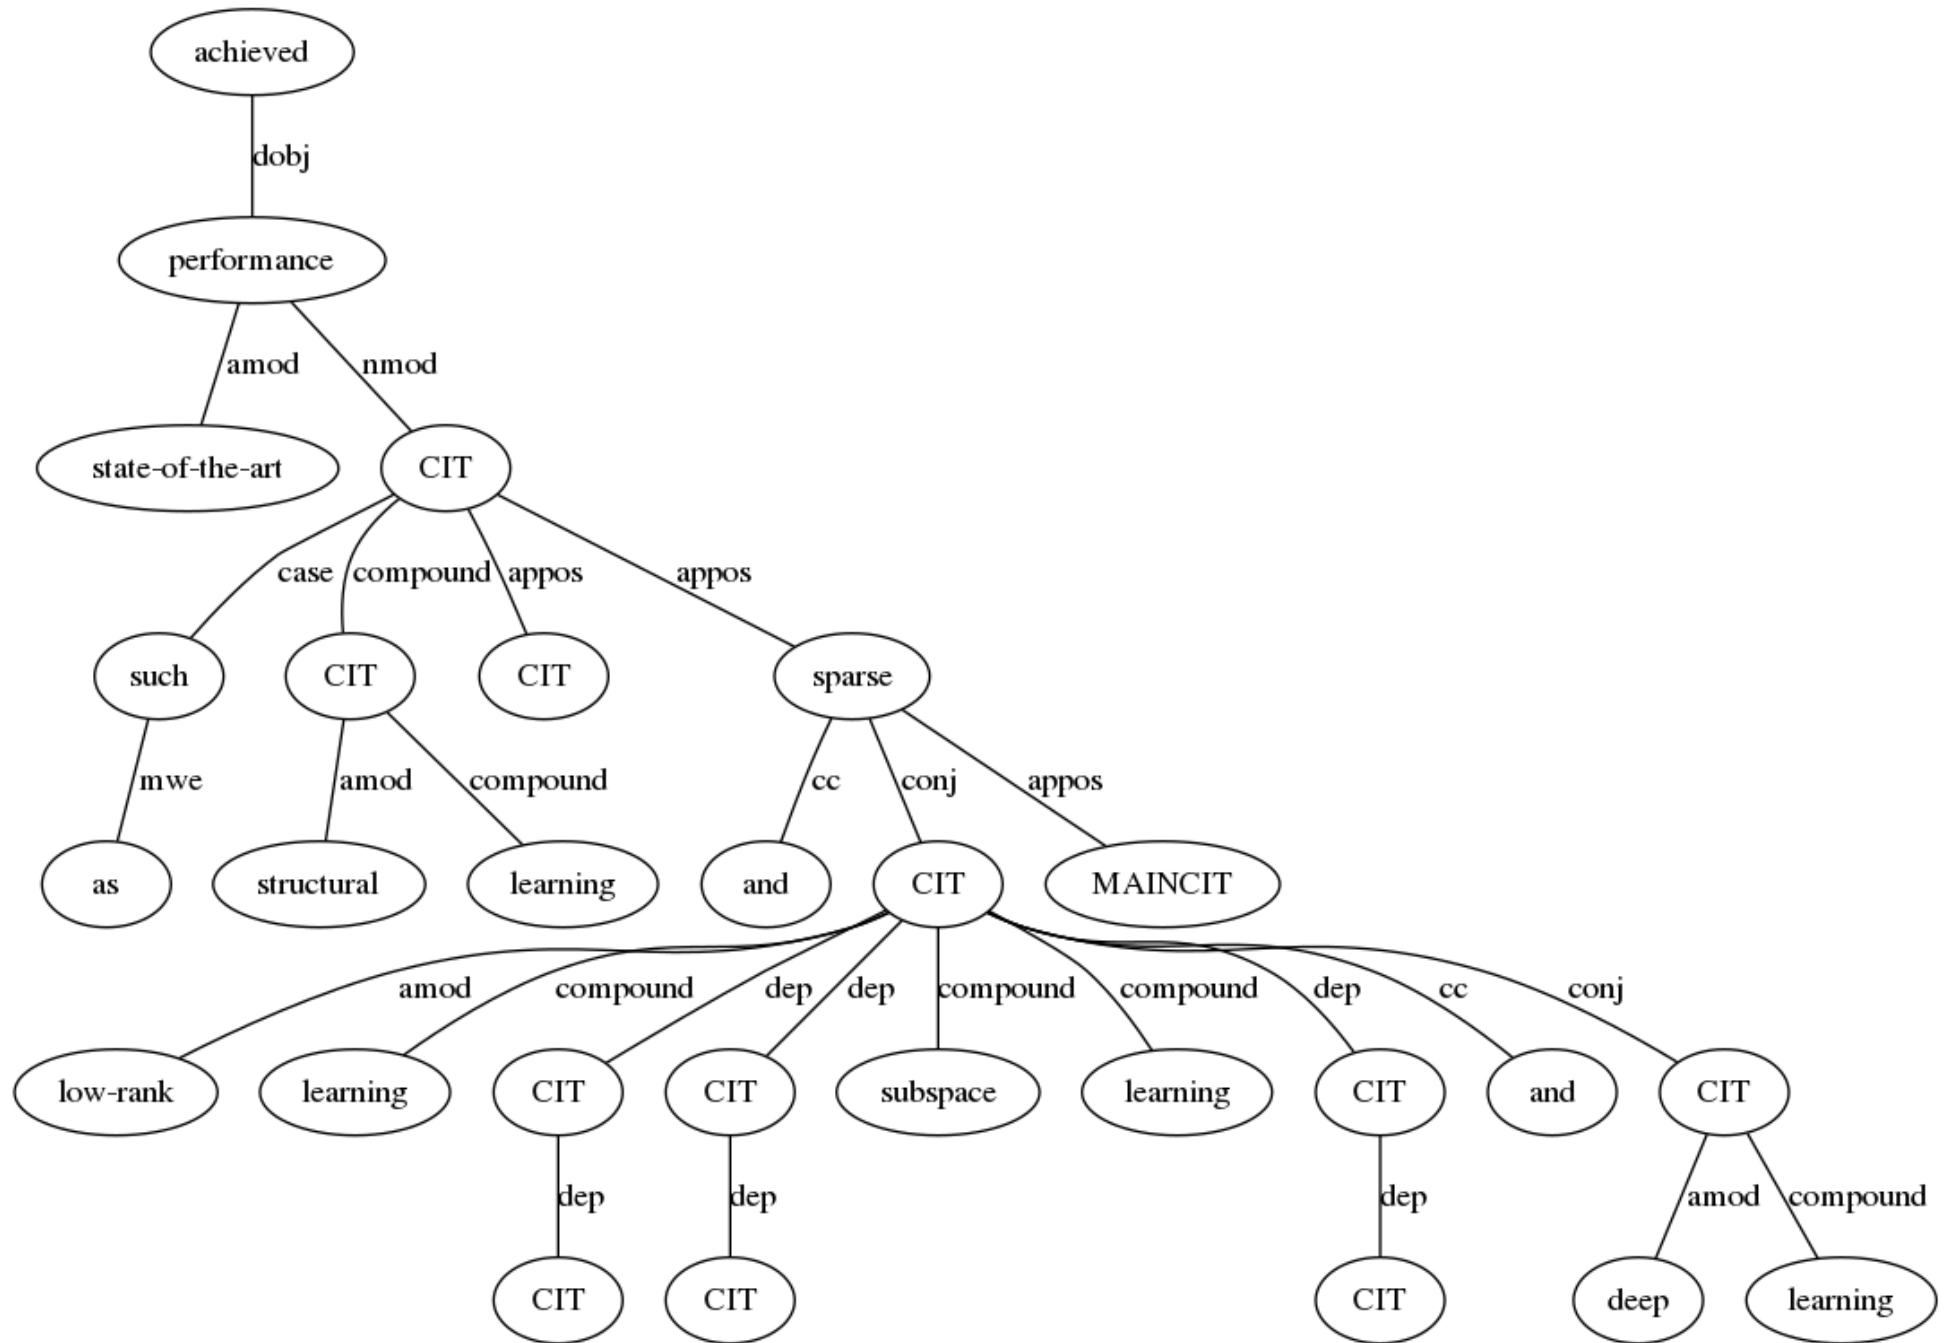 achieved
dobj
performance
amod nmod
state-of-the-art CIT
case compound appos appos
such CIT CIT sparse
mwe amod compound cc conj appos
as structural learning and CIT MAINCIT
amod compound dep dep compound compound dep cc conj
low-rank learning CIT CIT subspace learning CIT and CIT
dep dep dep amod compound
CIT CIT CIT deep learning